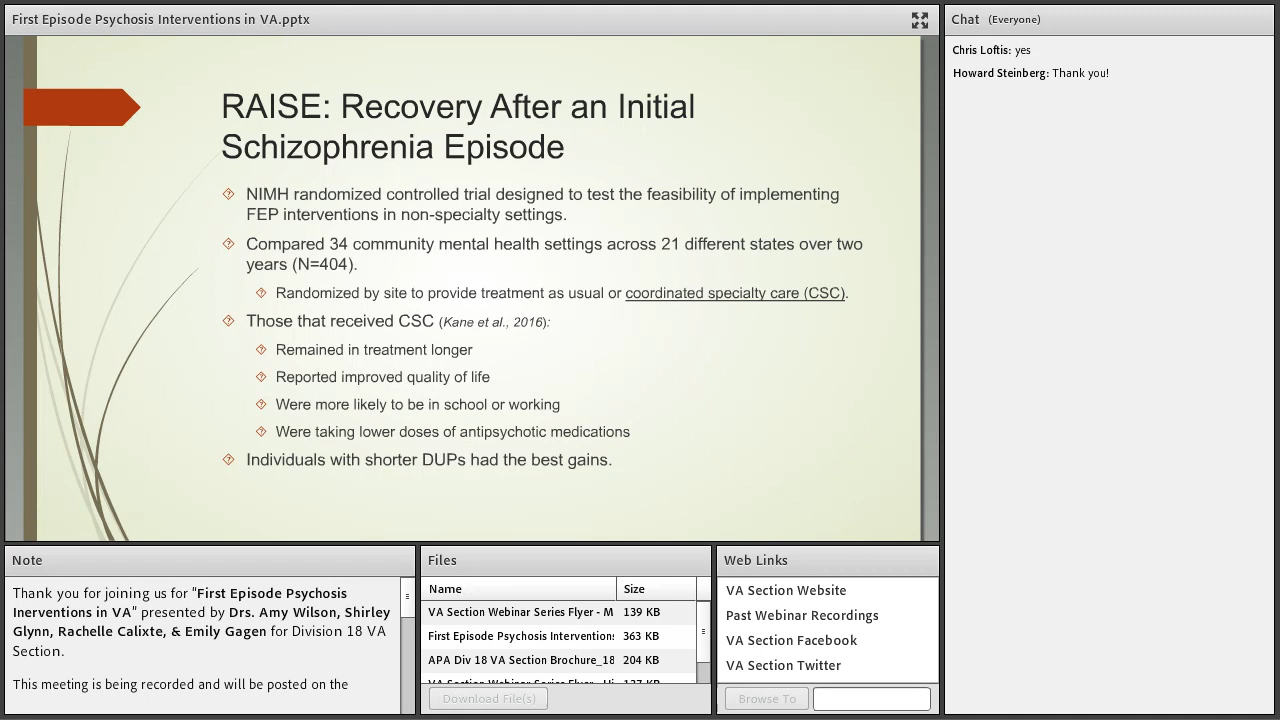 First Episode Psychosis Interventions in VA.pptx
RAISE: Recovery After an Initial
Schizophrenia Episode
NIMH randomized controlled trial designed to test the feasibility of implementing
FEP interventions in non-specialty settings.
Compared 34 community mental health settings across 21 different states over two
years (N=404).
Randomized by site to provide treatment as usual or coordinated specialty care (CSC).
Those that received CSC (Kane et al., 2016):
Remained in treatment longer
Reported improved quality of life
Were more likely to be in school or working
Were taking lower doses of antipsychotic medications
Individuals with shorter DUPs had the best gains.
Chat (Everyone)
Chris Loftis: yes
Howard Steinberg: Thank you!
Note
Thank you for joining us for "First Episode Psychosis
Inerventions in VA" presented by Drs. Amy Wilson, Shirley
Glynn, Rachelle Calixte, & Emily Gagen for Division 18 VA
Section.
This meeting is being recorded and will be posted on the
Files
Name Size
VA Section Webinar Series Flyer - M 139 KB
First Episode Psychosis Interventions 363 KB
APA Div 18 VA Section Brochure_18 204 KB
VA Section Webinar Series Flyer - Hi 137 KB
Download File(s)
Web Links
VA Section Website
Past Webinar Recordings
VA Section Facebook
VA Section Twitter
Browse To